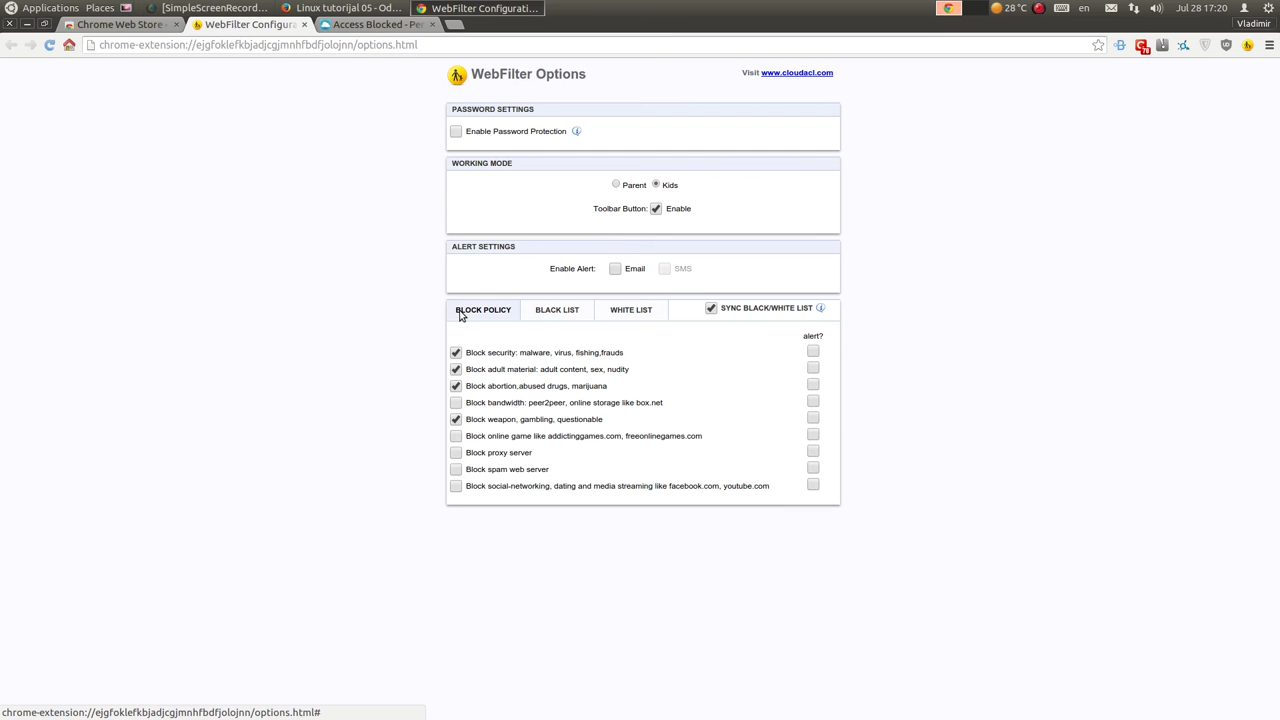 Applications Places [SimpleScreenRecord... Linux tutorijal 05 - Od... WebFilter Configurati... 28 °C en Jul 28 17:20
Chrome Web Store - WebFilter Configura Access Blocked - Per Vladimir
chrome-extension://ejgfoklefkbjadjcgjmnhfbdfjolojnn/options.html
WebFilter Options
Visit www.cloudacl.com
PASSWORD SETTINGS
Enable Password Protection
WORKING MODE
Parent Kids
Toolbar Button: Enable
ALERT SETTINGS
Enable Alert: Email SMS
BLOCK POLICY BLACK LIST WHITE LIST SYNC BLACK/WHITE LIST
alert?
Block security: malware, virus, fishing,frauds
Block adult material: adult content, sex, nudity
Block abortion,abused drugs, marijuana
Block bandwidth: peer2peer, online storage like box.net
Block weapon, gambling, questionable
Block online game like addictinggames.com, freeonlinegames.com
Block proxy server
Block spam web server
Block social-networking, dating and media streaming like facebook.com, youtube.com
chrome-extension://ejgfoklefkbjadjcgjmnhfbdfjolojnn/options.html#